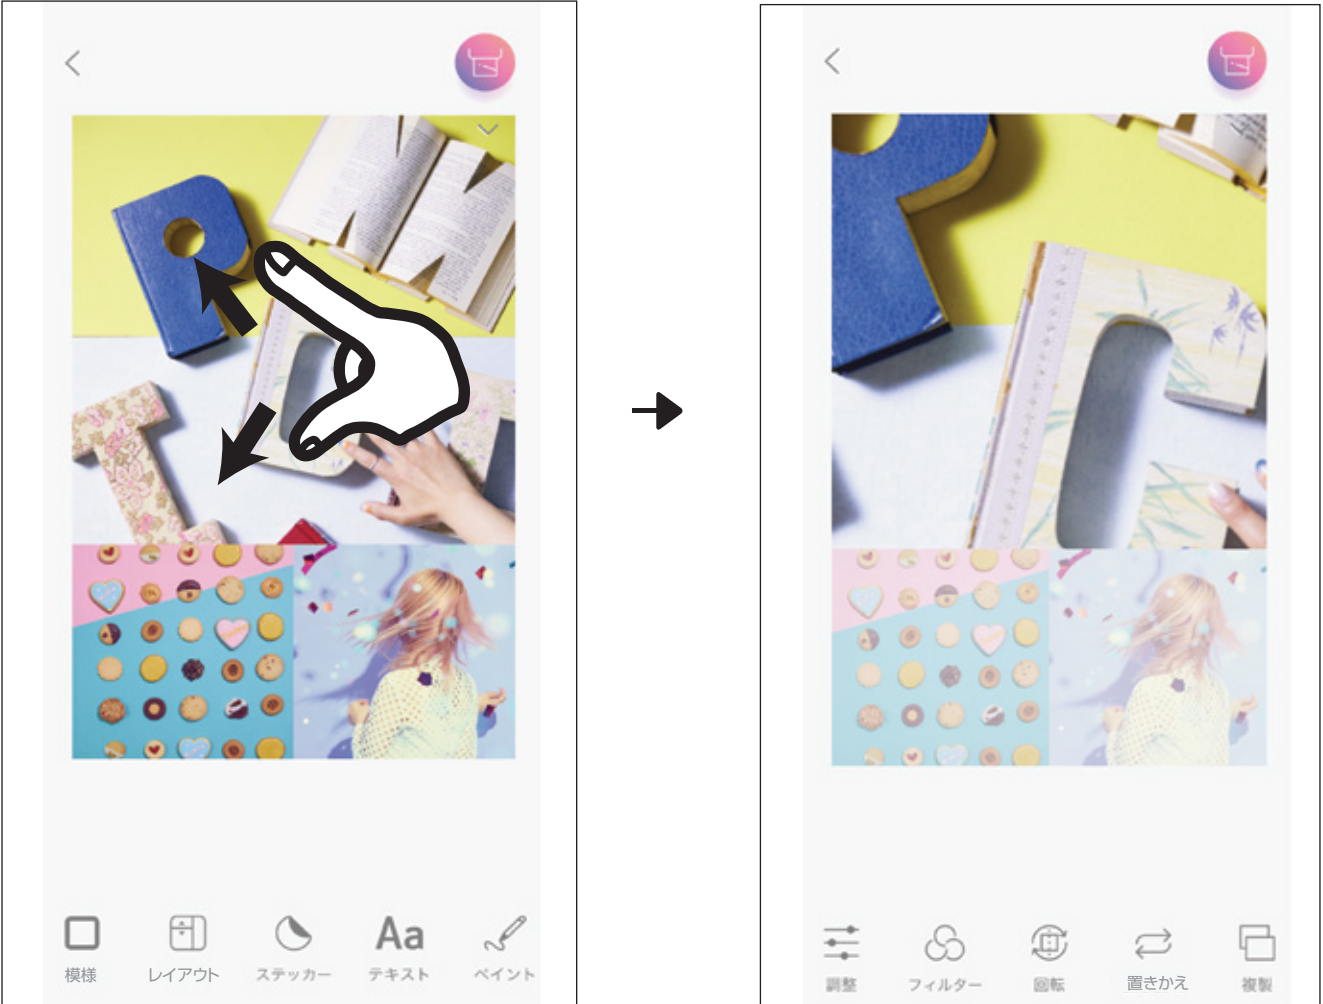 模様
レイアウト
ステッカー
Aa
テキスト
ペイント
調整
フィルター
回転
置きかえ
複製